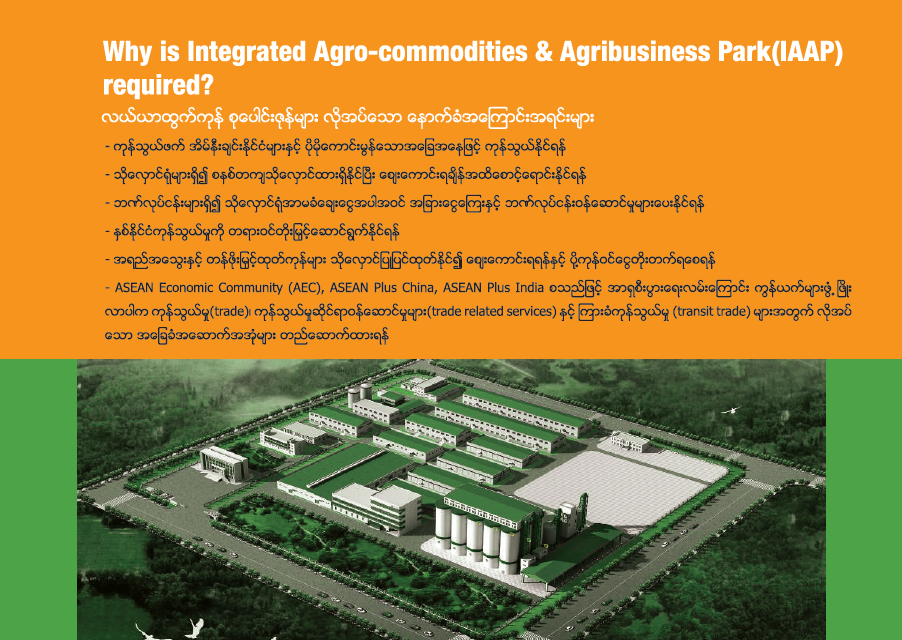 Why is Integrated Agro-commodities & Agribusiness Park(IAAP)
required?
လယ်ယာထွက်ကုန် စုပေါင်းဇုန်များ လိုအပ်သော နောက်ခံအကြောင်းအရင်းများ
- ကုန်သွယ်ဖက် အိမ်နီးချင်းနိုင်ငံများနှင့် ပိုမိုကောင်းမွန်သောအခြေအနေဖြင့် ကုန်သွယ်နိုင်ရန်
- သိုလှောင်ရုံများရှိ၍ စနစ်တကျသိုလှောင်ထားရှိနိုင်ပြီး ဈေးကောင်းရချိန်အထိစောင့်ရောင်းနိုင်ရန်
- ဘဏ်လုပ်ငန်းများရှိ၍ သိုလှောင်ရုံအာမခံချေးငွေအပါအဝင် အခြားငွေကြေးနှင့် ဘဏ်လုပ်ငန်းဝန်ဆောင်မှုများပေးနိုင်ရန်
- နှစ်နိုင်ငံကုန်သွယ်မှုကို တရားဝင်တိုးမြှင့်ဆောင်ရွက်နိုင်ရန်
- အရည်အသွေးနှင့် တန်ဖိုးမြှင့်ထုတ်ကုန်များ သိုလှောင်ပြုပြင်ထုတ်နိုင်၍ ဈေးကောင်းရရန်နှင့် ပို့ကုန်ဝင်ငွေတိုးတက်ရစေရန်
- ASEAN Economic Community (AEC), ASEAN Plus China, ASEAN Plus India စသည်ဖြင့် အာရှစီးပွားရေးလမ်းကြောင်း ကွန်ယက်များဖွံ့ဖြိုး
လာပါက ကုန်သွယ်မှု(trade)၊ ကုန်သွယ်မှုဆိုင်ရာဝန်ဆောင်မှုများ(trade related services) နှင့် ကြားခံကုန်သွယ်မှု (transit trade) များအတွက် လိုအပ်
သော အခြေခံအဆောက်အအုံများ တည်ဆောက်ထားရန်